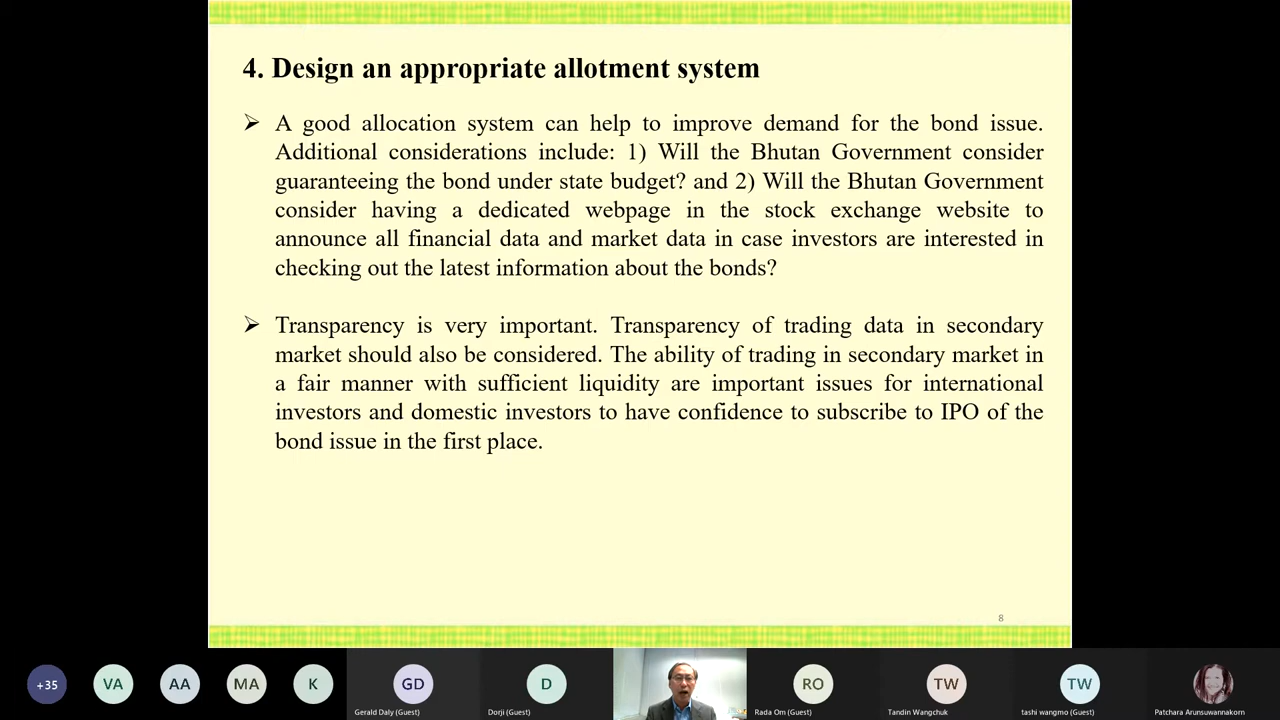 4. Design an appropriate allotment system
➢ A good allocation system can help to improve demand for the bond issue.
Additional considerations include: 1) Will the Bhutan Government consider
guaranteeing the bond under state budget? and 2) Will the Bhutan Government
consider having a dedicated webpage in the stock exchange website to
announce all financial data and market data in case investors are interested in
checking out the latest information about the bonds?
➢ Transparency is very important. Transparency of trading data in secondary
market should also be considered. The ability of trading in secondary market in
a fair manner with sufficient liquidity are important issues for international
investors and domestic investors to have confidence to subscribe to IPO of the
bond issue in the first place.
8
+35 VA AA MA K GD D RO TW TW
Gerald Daly (Guest) Dorji (Guest) Rada Om (Guest) Tandin Wangchuk tashi wangmo (Guest) Patchara Arunsuwannakorn